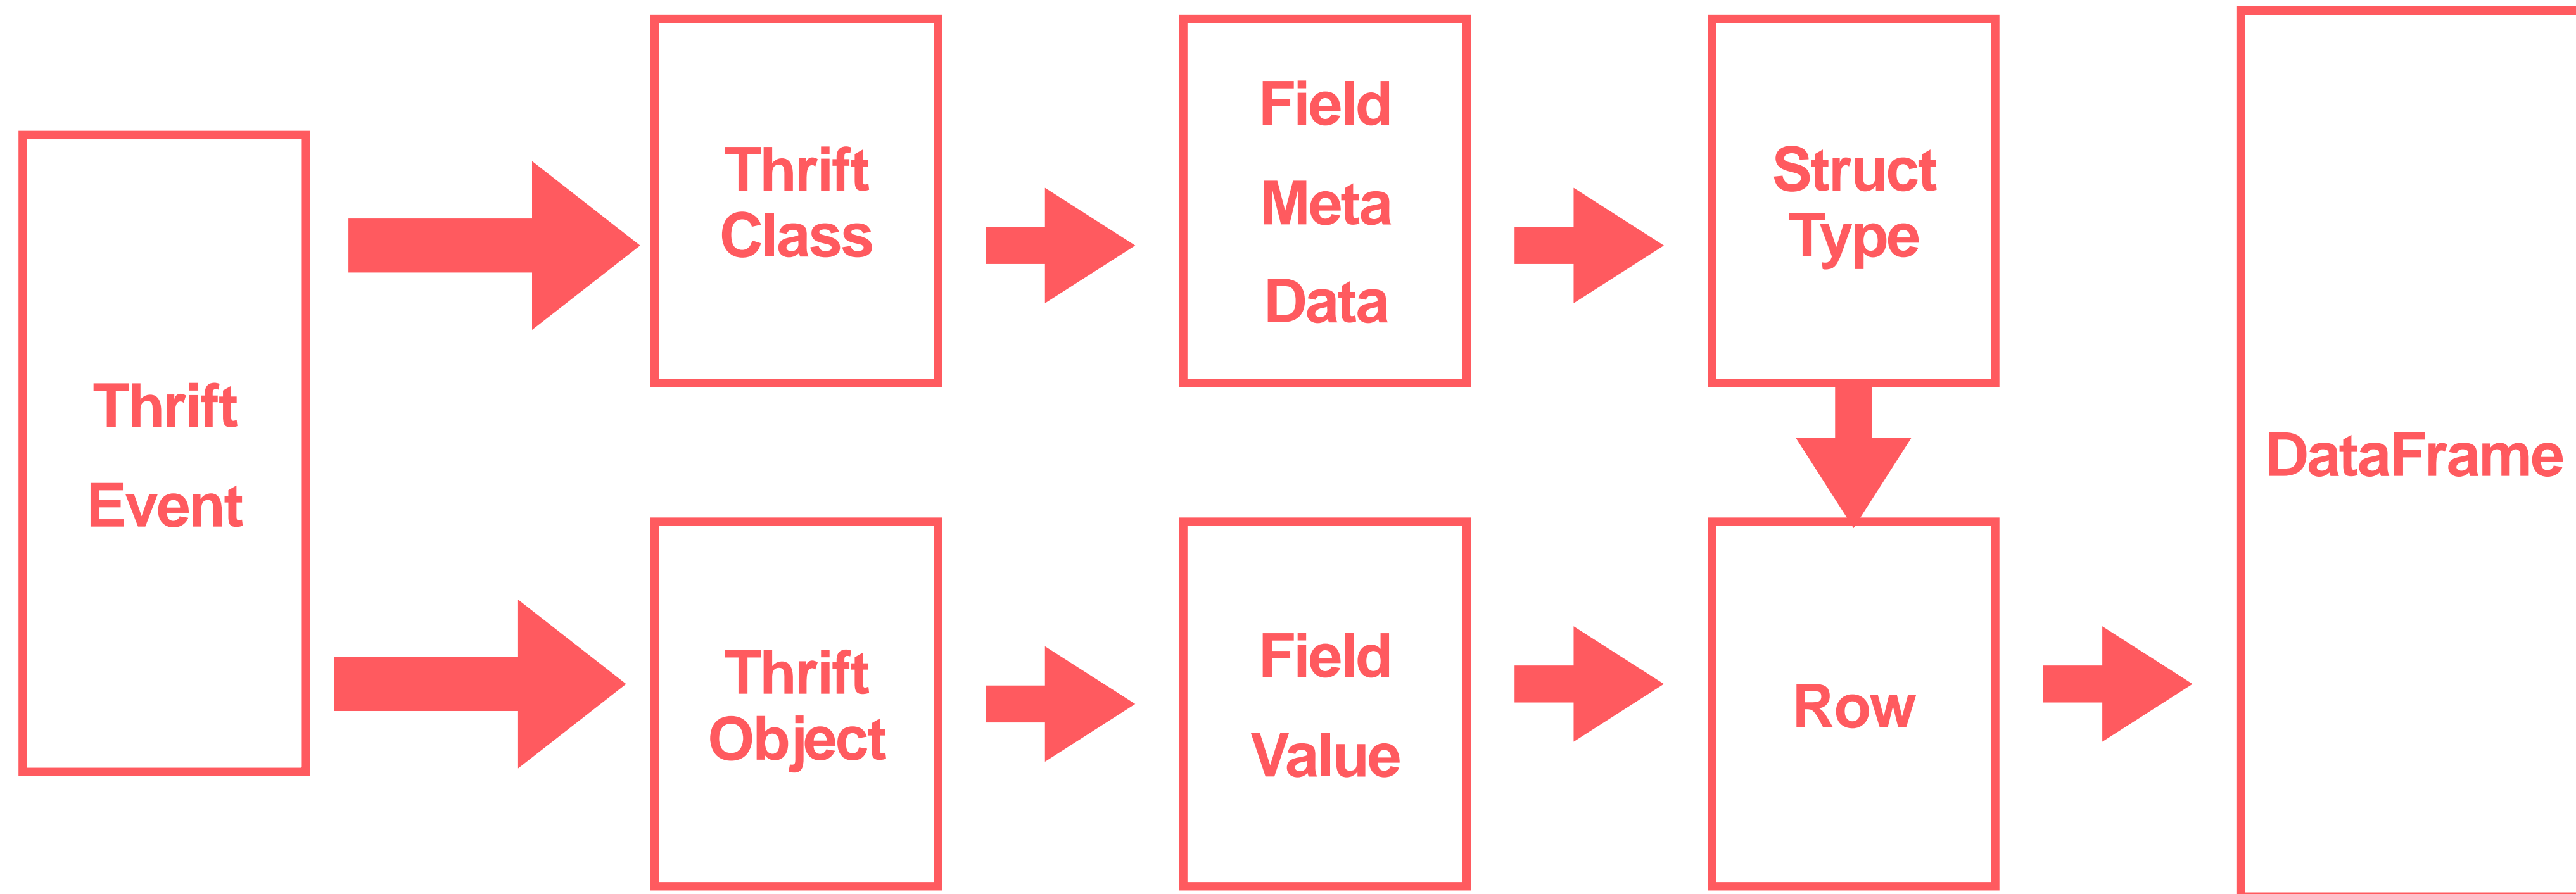 Thrift
Event
Thrift
Class
Field
Meta
Data
Struct
Type
Thrift
Object
Field
Value
Row
DataFrame